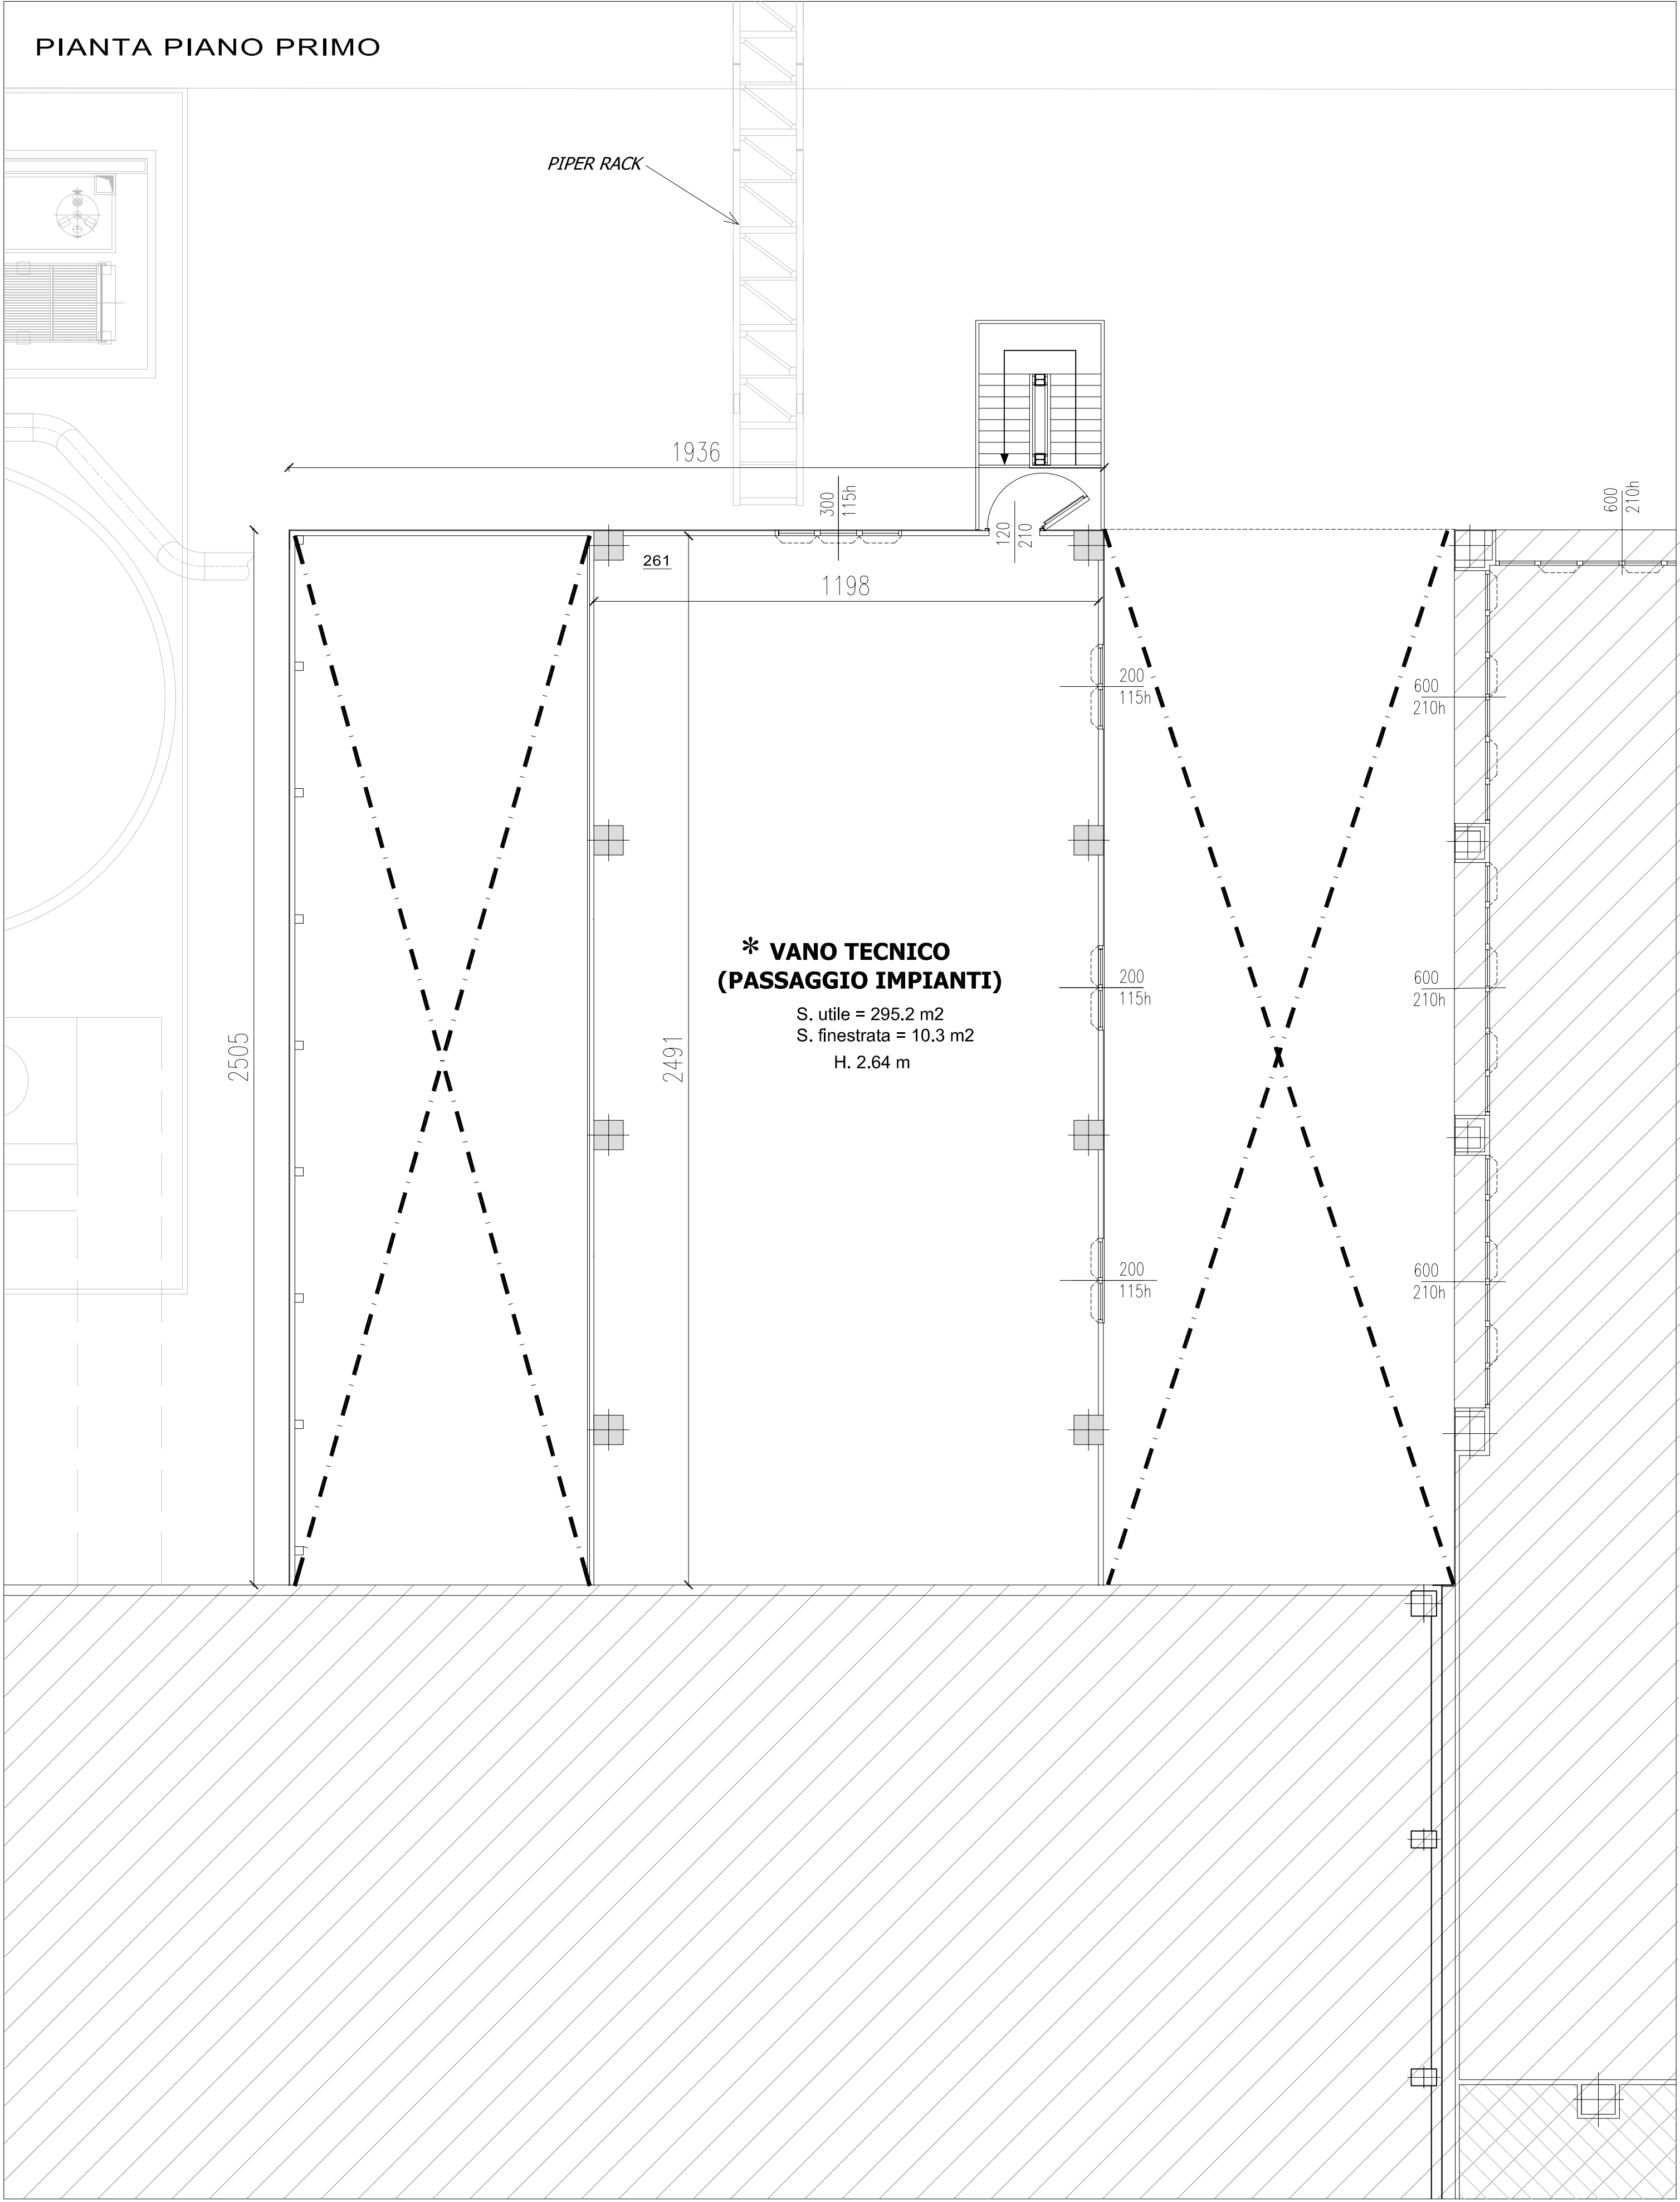 PIANTA PIANO PRIMO
PIPER RACK
1936
300
115h
120
210
600
210h
261
1198
200
115h
600
210h
* VANO TECNICO
(PASSAGGIO IMPIANTI)
S. utile = 295.2 m2
S. finestrata = 10.3 m2
H. 2.64 m
200
115h
600
210h
2505
2491
200
115h
600
210h